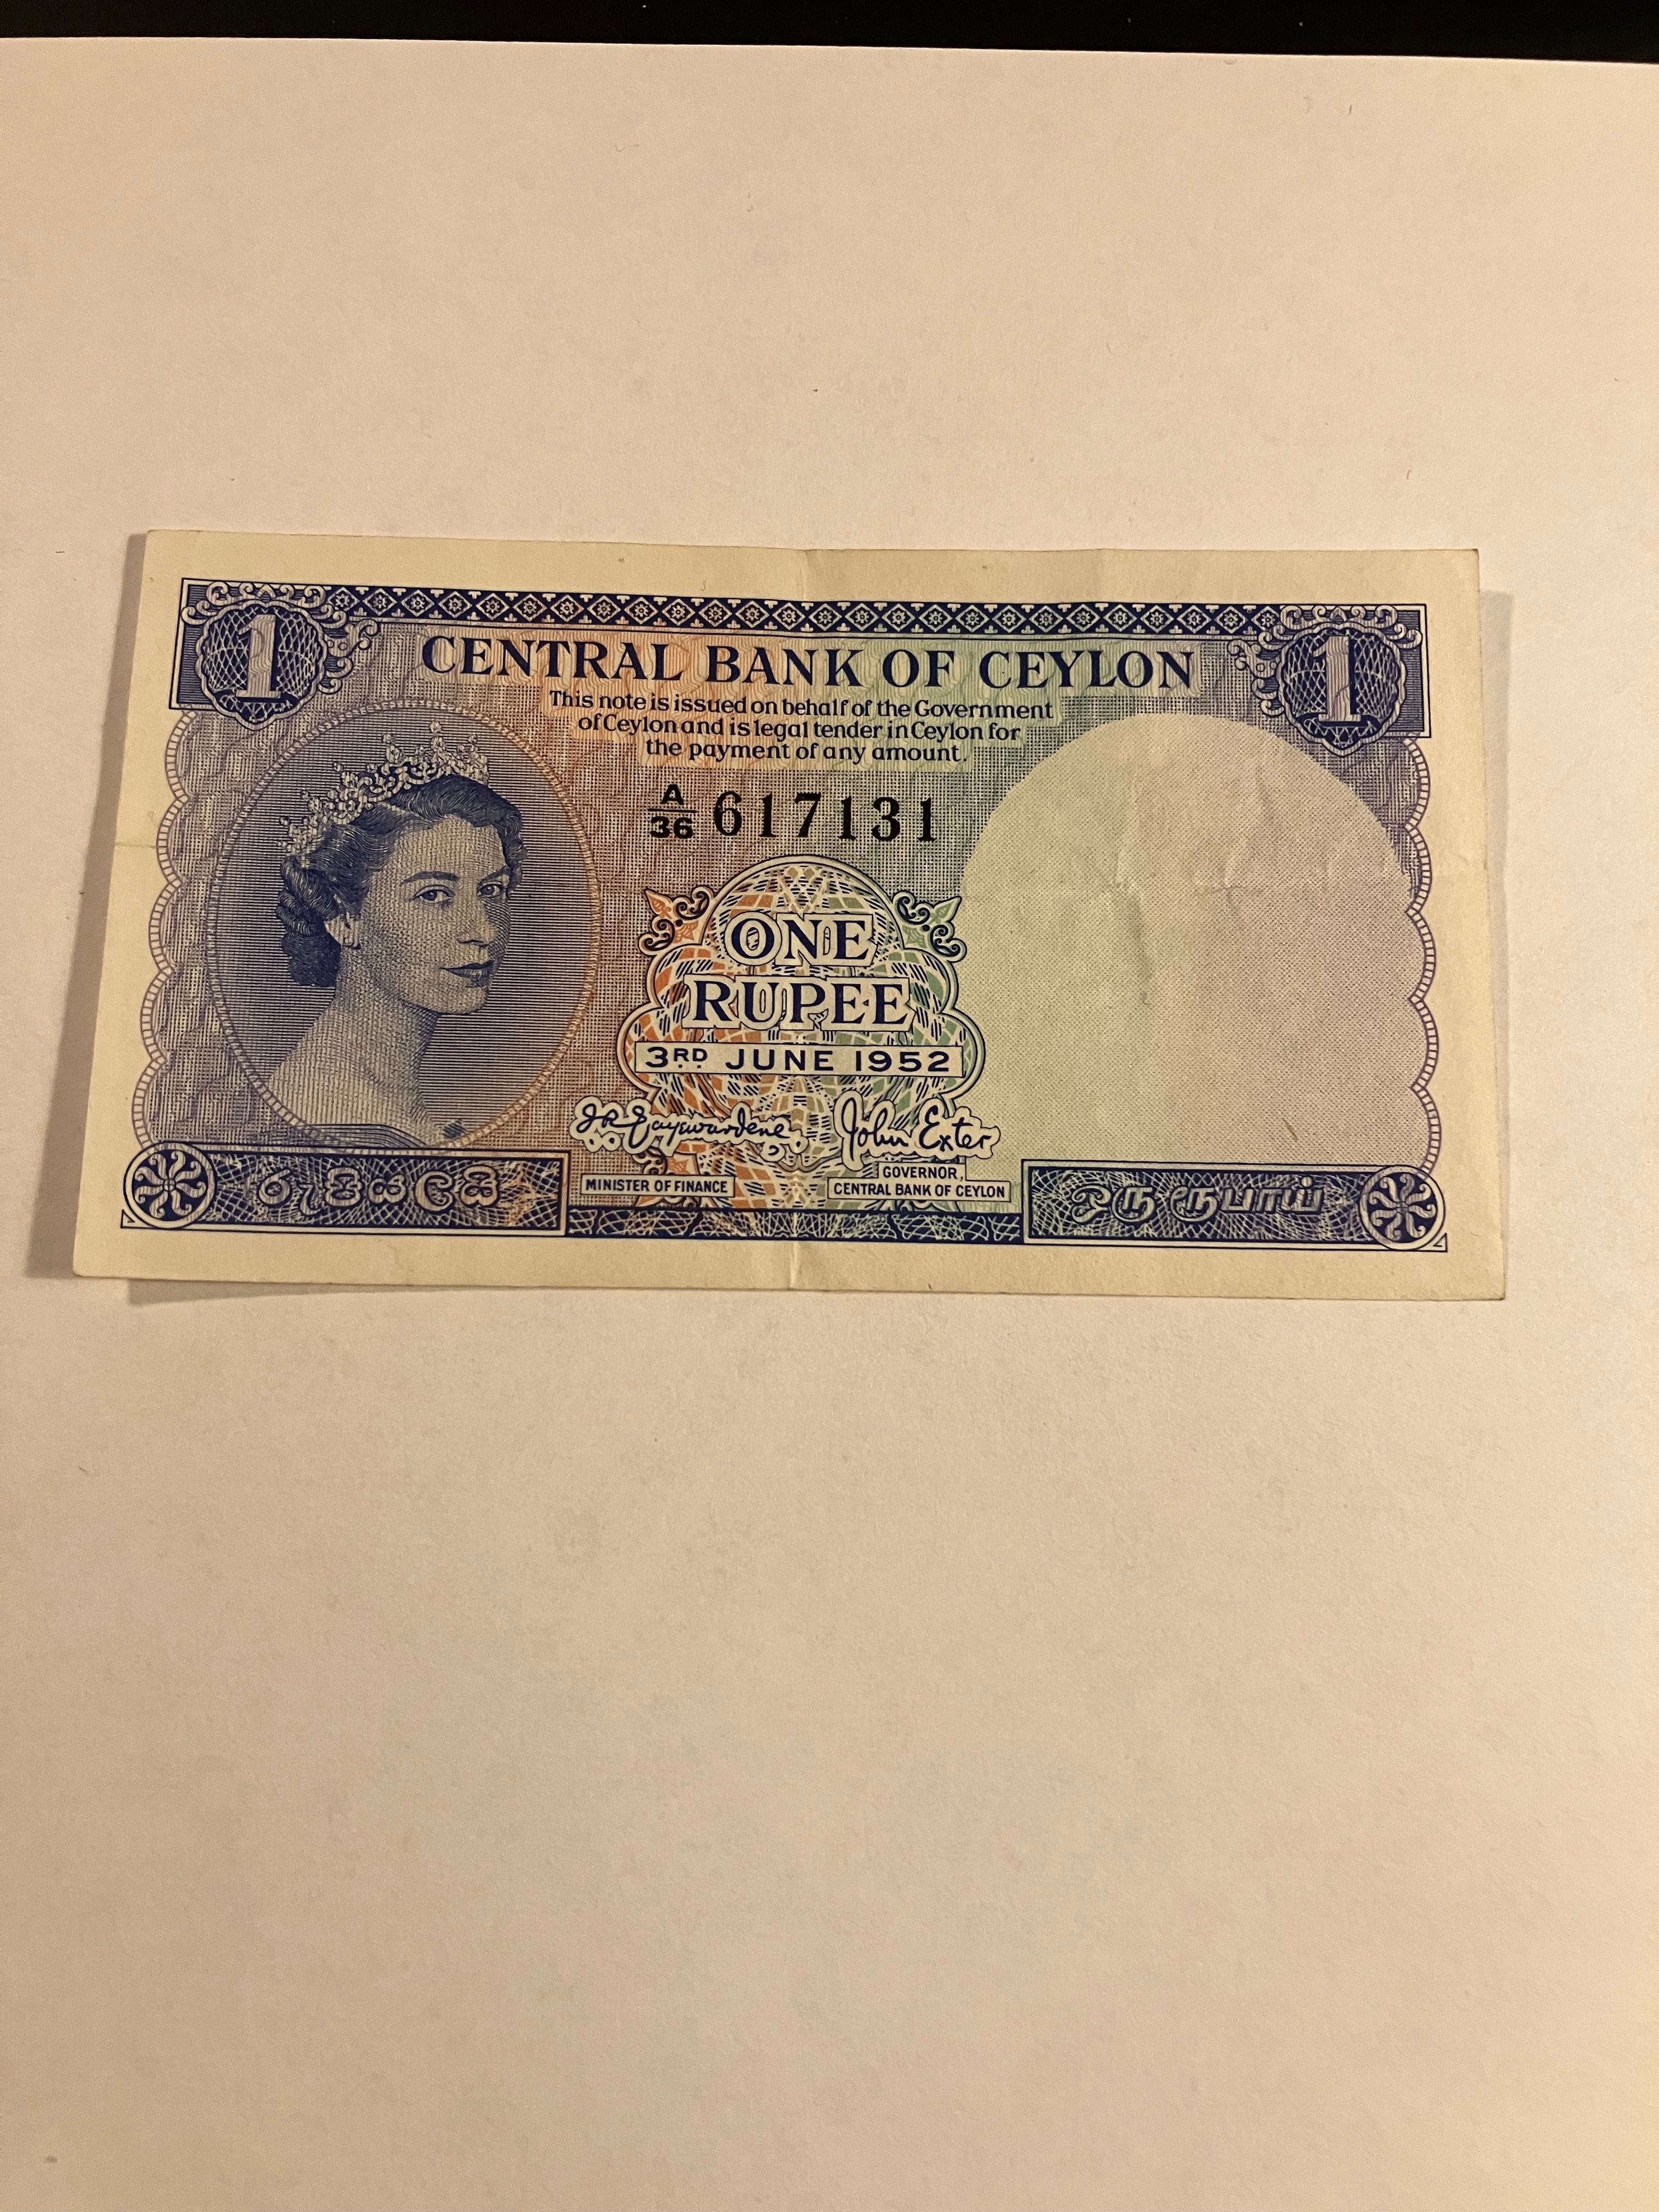 1
1
CENTRAL BANK OF CEYLON
This note is issued on behalf of the Government
of Ceylon and is legal tender in Ceylon for
the payment of any amount.
A/36 617131
ONE
RUPEE
3RD JUNE 1952
J R Jayawardene
John Exter
MINISTER OF FINANCE
GOVERNOR,
CENTRAL BANK OF CEYLON
රුපියලයි
ஒரு ரூபாய்